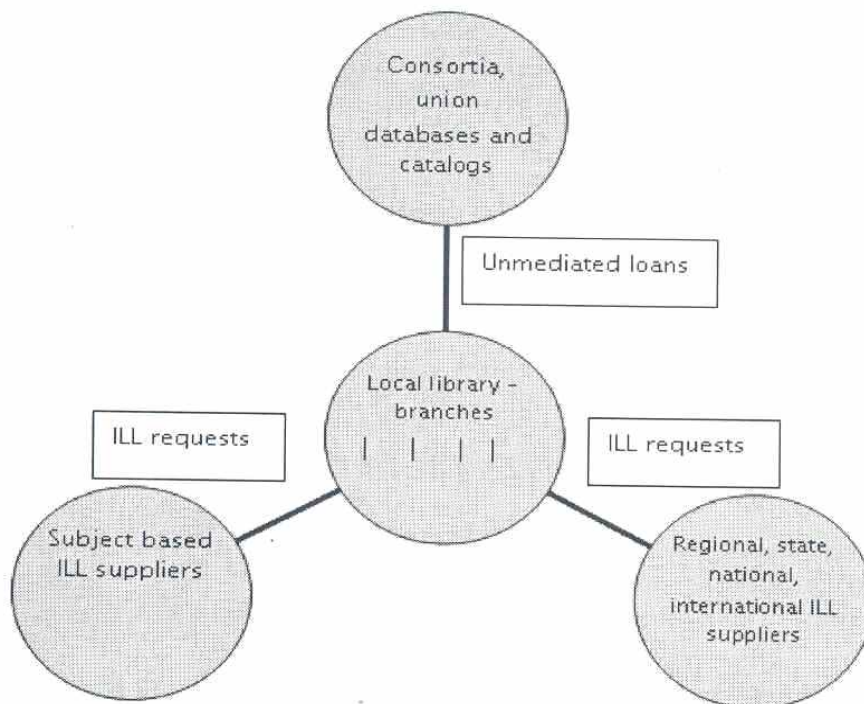 Consortia,
union
databases and
catalogs
Unmediated loans
Local library -
branches
| | | |
ILL requests
ILL requests
Subject based
ILL suppliers
Regional, state,
national,
international ILL
suppliers